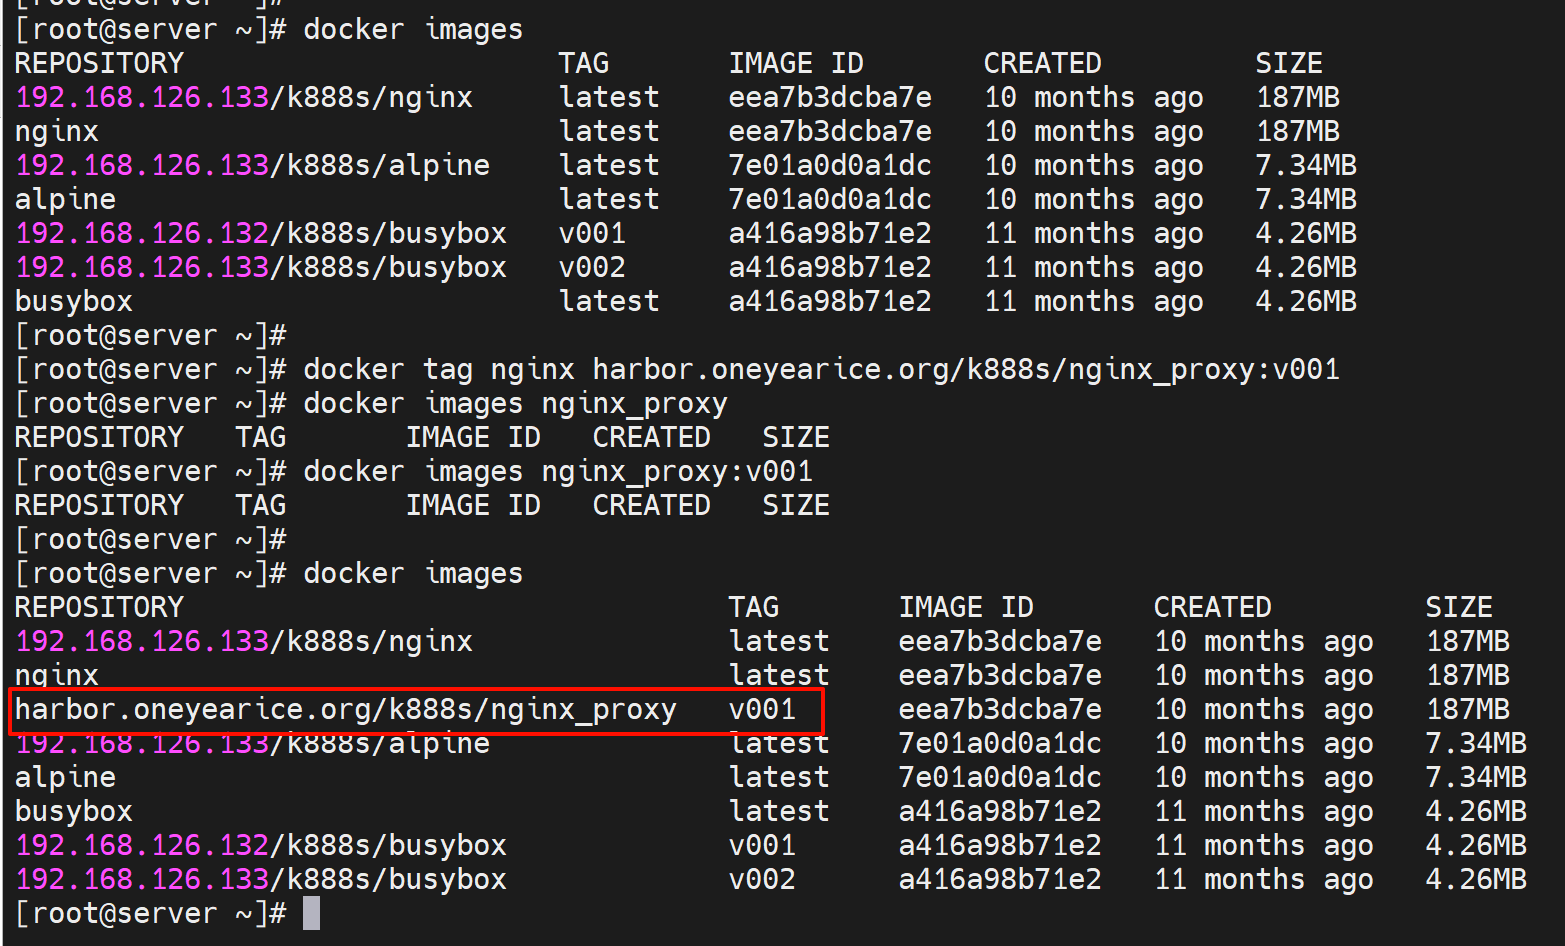 [root@server ~]#
[root@server ~]# docker images
REPOSITORY TAG IMAGE ID CREATED SIZE
192.168.126.133/k888s/nginx latest eea7b3dcba7e 10 months ago 187MB
nginx latest eea7b3dcba7e 10 months ago 187MB
192.168.126.133/k888s/alpine latest 7e01a0d0a1dc 10 months ago 7.34MB
alpine latest 7e01a0d0a1dc 10 months ago 7.34MB
192.168.126.132/k888s/busybox v001 a416a98b71e2 11 months ago 4.26MB
192.168.126.133/k888s/busybox v002 a416a98b71e2 11 months ago 4.26MB
busybox latest a416a98b71e2 11 months ago 4.26MB
[root@server ~]#
[root@server ~]# docker tag nginx harbor.oneyearice.org/k888s/nginx_proxy:v001
[root@server ~]# docker images nginx_proxy
REPOSITORY TAG IMAGE ID CREATED SIZE
[root@server ~]# docker images nginx_proxy:v001
REPOSITORY TAG IMAGE ID CREATED SIZE
[root@server ~]#
[root@server ~]# docker images
REPOSITORY TAG IMAGE ID CREATED SIZE
192.168.126.133/k888s/nginx latest eea7b3dcba7e 10 months ago 187MB
nginx latest eea7b3dcba7e 10 months ago 187MB
harbor.oneyearice.org/k888s/nginx_proxy v001 eea7b3dcba7e 10 months ago 187MB
192.168.126.133/k888s/alpine latest 7e01a0d0a1dc 10 months ago 7.34MB
alpine latest 7e01a0d0a1dc 10 months ago 7.34MB
busybox latest a416a98b71e2 11 months ago 4.26MB
192.168.126.132/k888s/busybox v001 a416a98b71e2 11 months ago 4.26MB
192.168.126.133/k888s/busybox v002 a416a98b71e2 11 months ago 4.26MB
[root@server ~]#